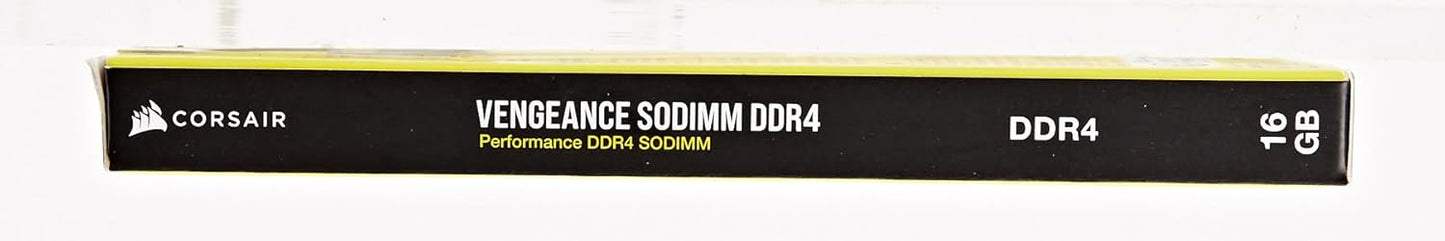 CORSAIR
VENGEANCE SODIMM DDR4
Performance DDR4 SODIMM
DDR4
16
GB